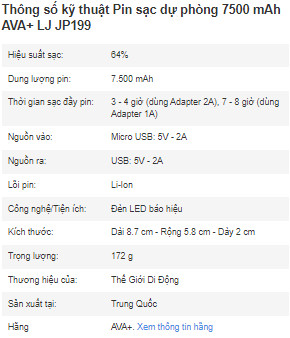 Thông số kỹ thuật Pin sạc dự phòng 7500 mAh
AVA+ LJ JP199
Hiệu suất sạc: 64%
Dung lượng pin: 7.500 mAh
Thời gian sạc đầy pin: 3 - 4 giờ (dùng Adapter 2A), 7 - 8 giờ (dùng
Adapter 1A)
Nguồn vào: Micro USB: 5V - 2A
Nguồn ra: USB: 5V - 2A
Lõi pin: Li-Ion
Công nghệ/Tiện ích: Đèn LED báo hiệu
Kích thước: Dài 8.7 cm - Rộng 5.8 cm - Dày 2 cm
Trọng lượng: 172 g
Thương hiệu của: Thế Giới Di Động
Sản xuất tại: Trung Quốc
Hãng AVA+. Xem thông tin hãng